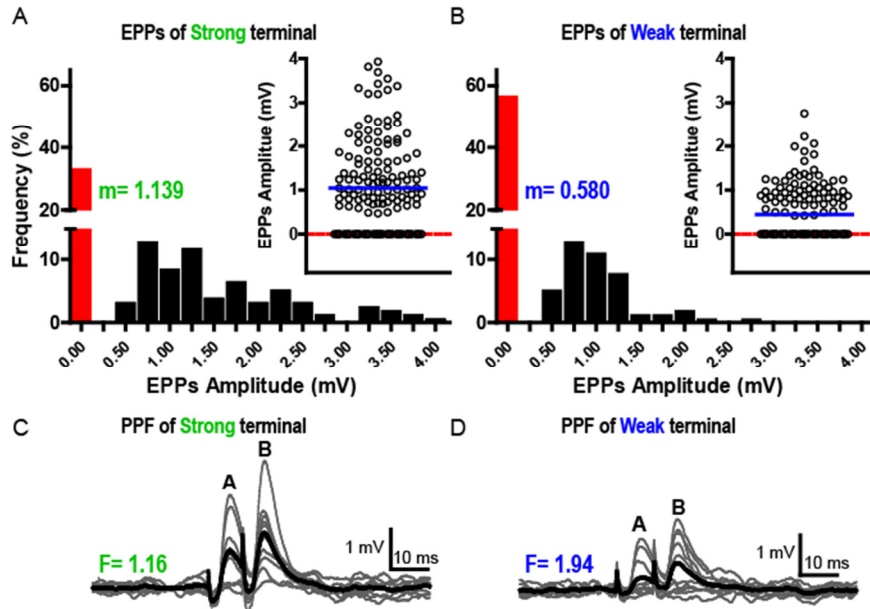 A
EPPs of Strong terminal
Frequency (%)
60
40
20
10
0
m= 1.139
EPPs Amplitue (mV)
4
3
2
1
0
0.00
0.50
1.00
1.50
2.00
2.50
3.00
3.50
4.00
EPPs Amplitude (mV)
B
EPPs of Weak terminal
60
40
20
10
0
m= 0.580
EPPs Amplitue (mV)
4
3
2
1
0
0.00
0.50
1.00
1.50
2.00
2.50
3.00
3.50
4.00
EPPs Amplitude (mV)
C
PPF of Strong terminal
A
B
F= 1.16
1 mV
10 ms
D
PPF of Weak terminal
A
B
F= 1.94
1 mV
10 ms